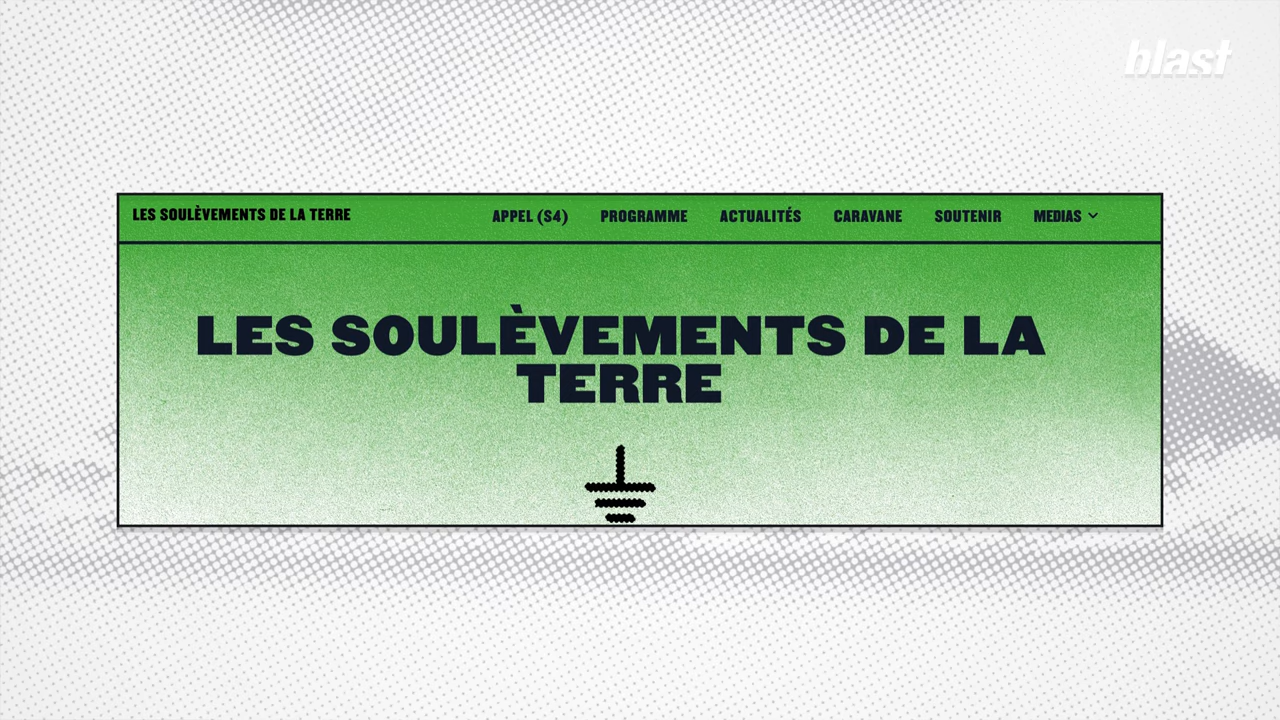 blast
LES SOULÈVEMENTS DE LA TERRE
APPEL (S4) PROGRAMME ACTUALITÉS CARAVANE SOUTENIR MEDIAS
LES SOULÈVEMENTS DE LA
TERRE